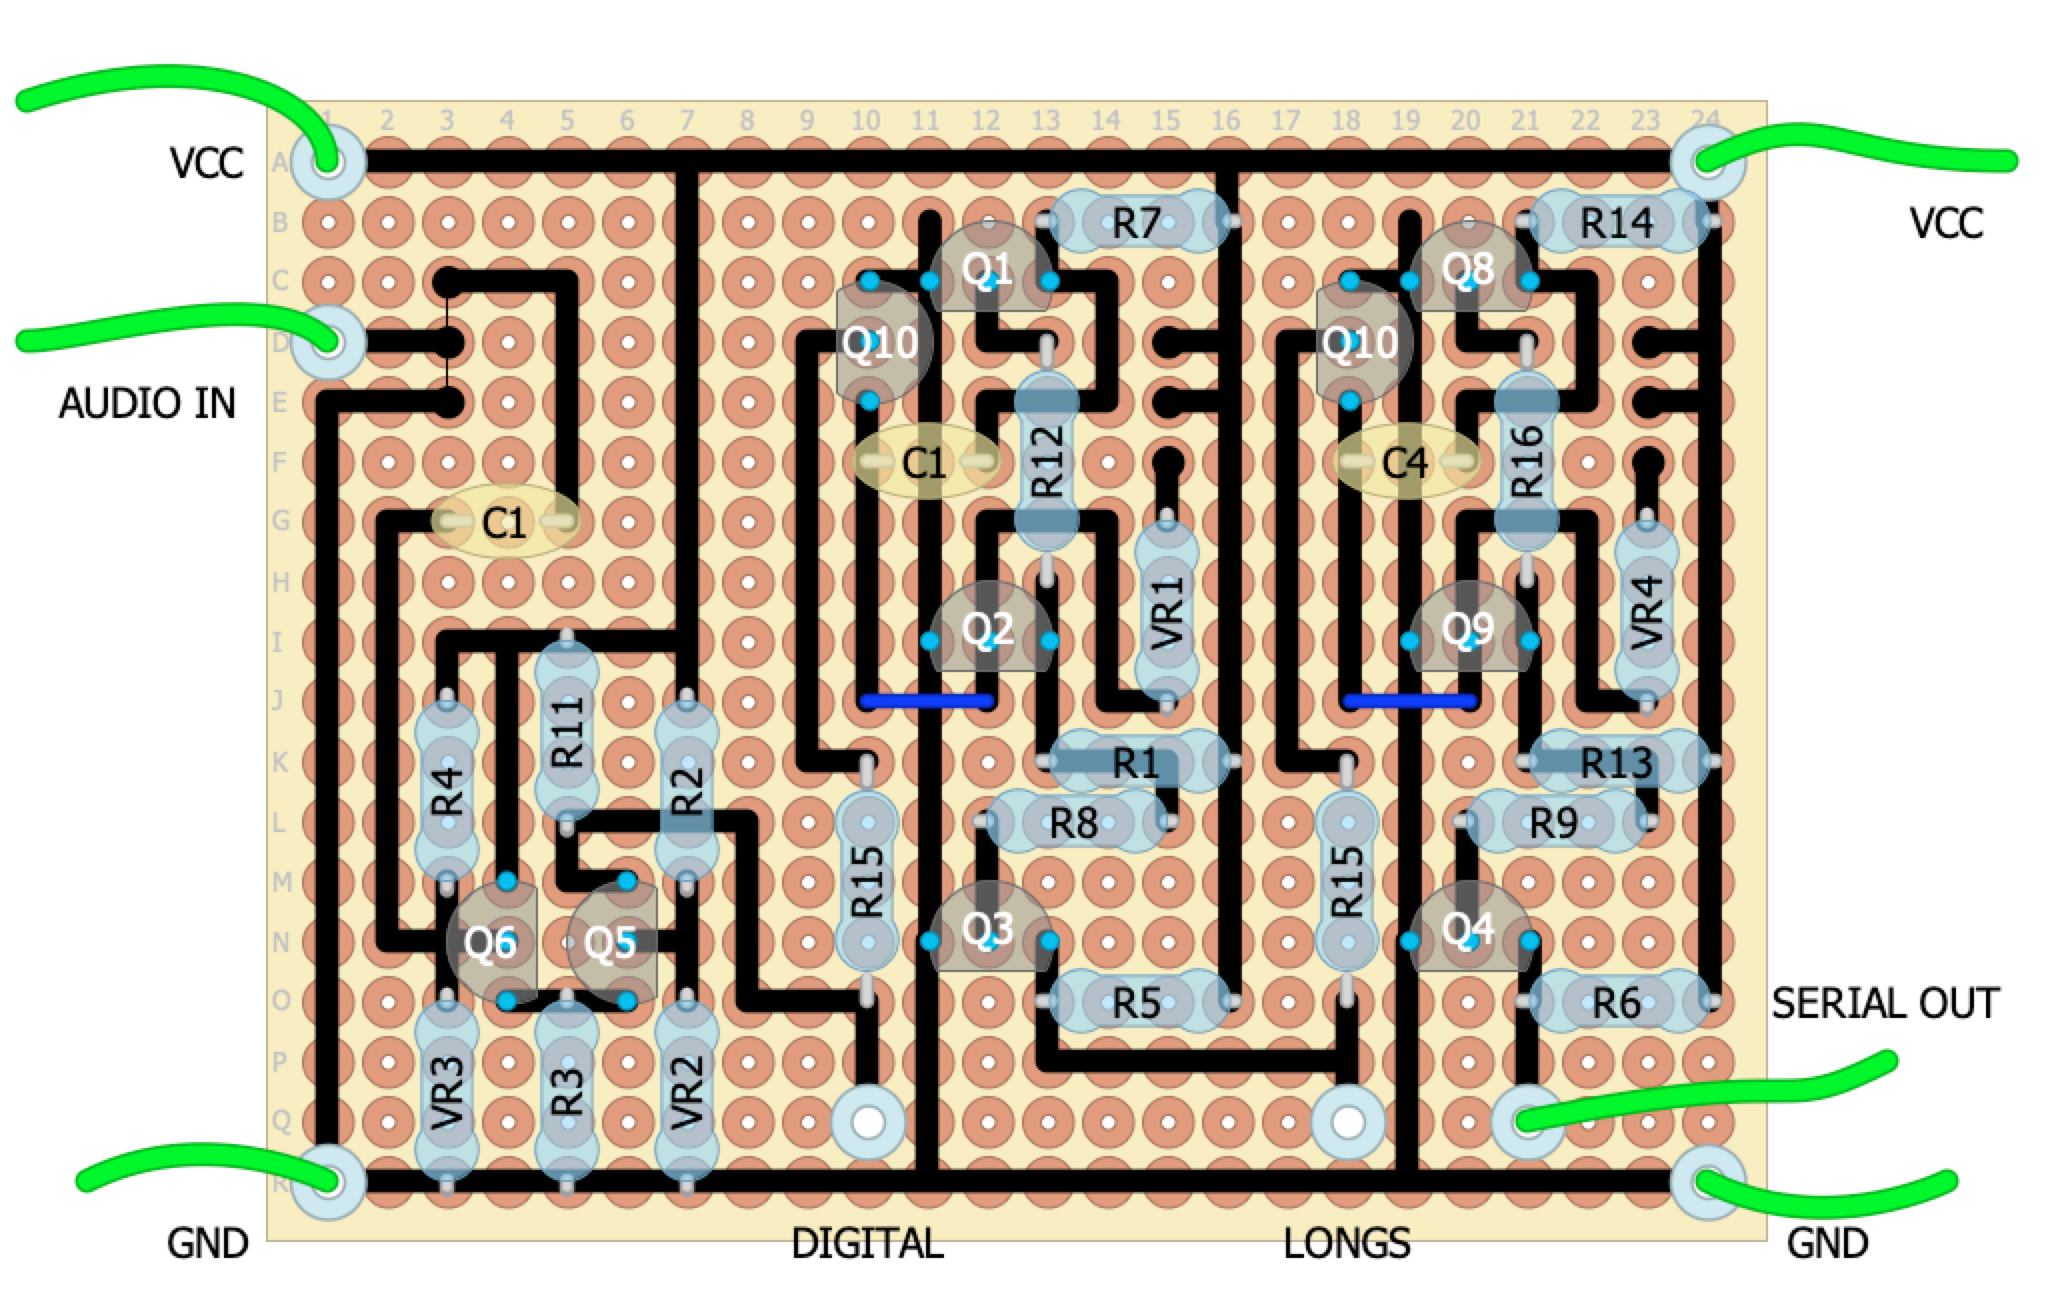 1 2 3 4 5 6 7 8 9 10 11 12 13 14 15 16 17 18 19 20 21 22 23 24
VCC A
B R7 R14 VCC
C Q1 Q8
D Q10 Q10
AUDIO IN E
F C1 R12 C4 R16
G C1
H VR1 VR4
I Q2 Q9
J R11
K R4 R2 R1 R13
L R8 R9
M R15 R15
N Q6 Q5 Q3 Q4
O R5 R6 SERIAL OUT
P VR3 R3 VR2
Q
R
GND DIGITAL LONGS GND